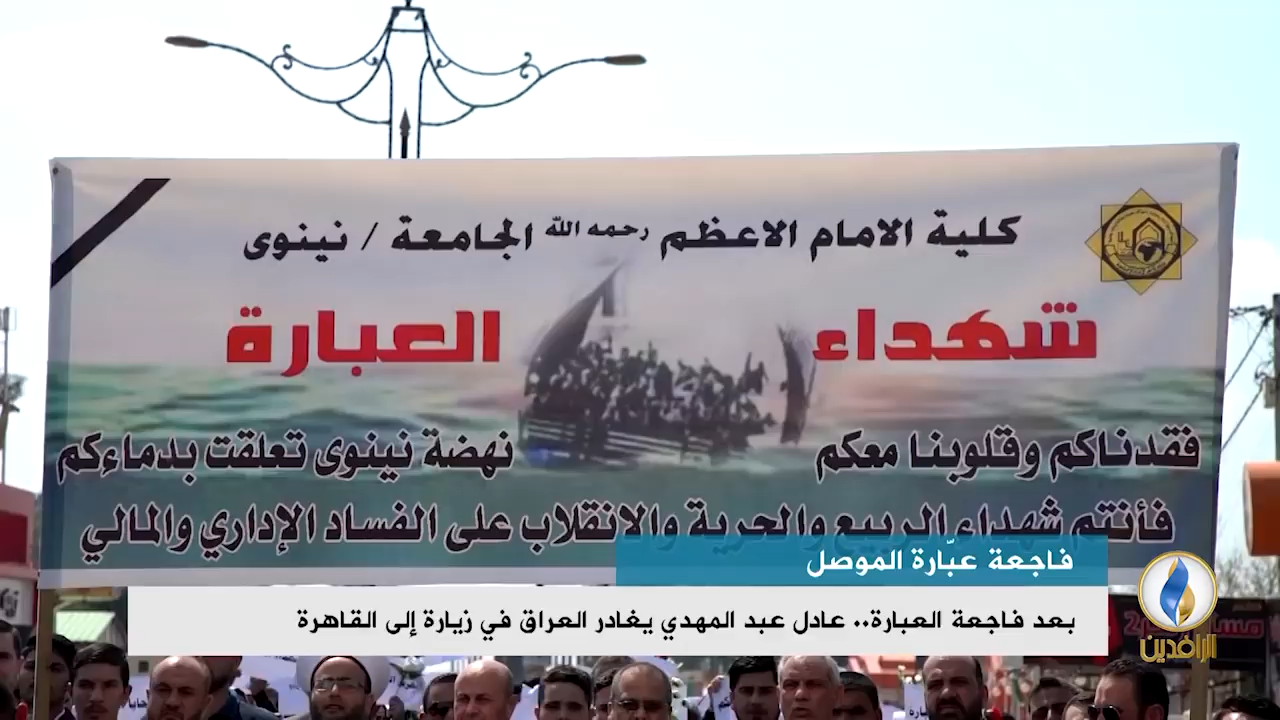 كلية الامام الاعظم رحمه الله الجامعة / نينوى
شهداء العبارة
فقدناكم وقلوبنا معكم نهضة نينوى تعلقت بدماءكم
فأنتم شهداء الربيع والحرية والانقلاب على الفساد الإداري والمالي
فاجعة عبّارة الموصل
بعد فاجعة العبارة.. عادل عبد المهدي يغادر العراق في زيارة إلى القاهرة
الرافدين